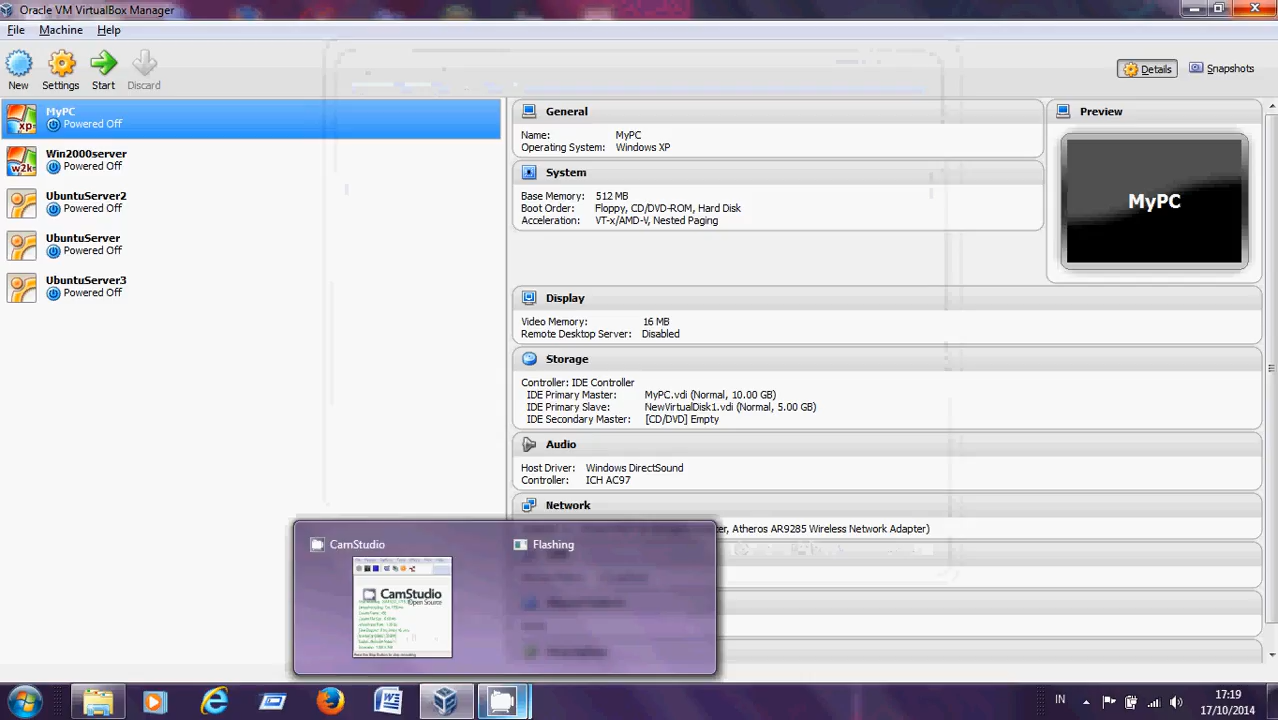 Oracle VM VirtualBox Manager
File Machine Help
New Settings Start Discard
Details Snapshots
MyPC
xp
Powered Off
Win2000server
w2k
Powered Off
UbuntuServer2
Powered Off
UbuntuServer
Powered Off
UbuntuServer3
Powered Off
General
Name: MyPC
Operating System: Windows XP
System
Base Memory: 512 MB
Boot Order: Floppy, CD/DVD-ROM, Hard Disk
Acceleration: VT-x/AMD-V, Nested Paging
Preview
MyPC
Display
Video Memory: 16 MB
Remote Desktop Server: Disabled
Storage
Controller: IDE Controller
IDE Primary Master: MyPC.vdi (Normal, 10.00 GB)
IDE Primary Slave: NewVirtualDisk1.vdi (Normal, 5.00 GB)
IDE Secondary Master: [CD/DVD] Empty
Audio
Host Driver: Windows DirectSound
Controller: ICH AC97
Network
Atheros AR9285 Wireless Network Adapter)
CamStudio Flashing
CamStudio
Open Source
IN
17:19
17/10/2014